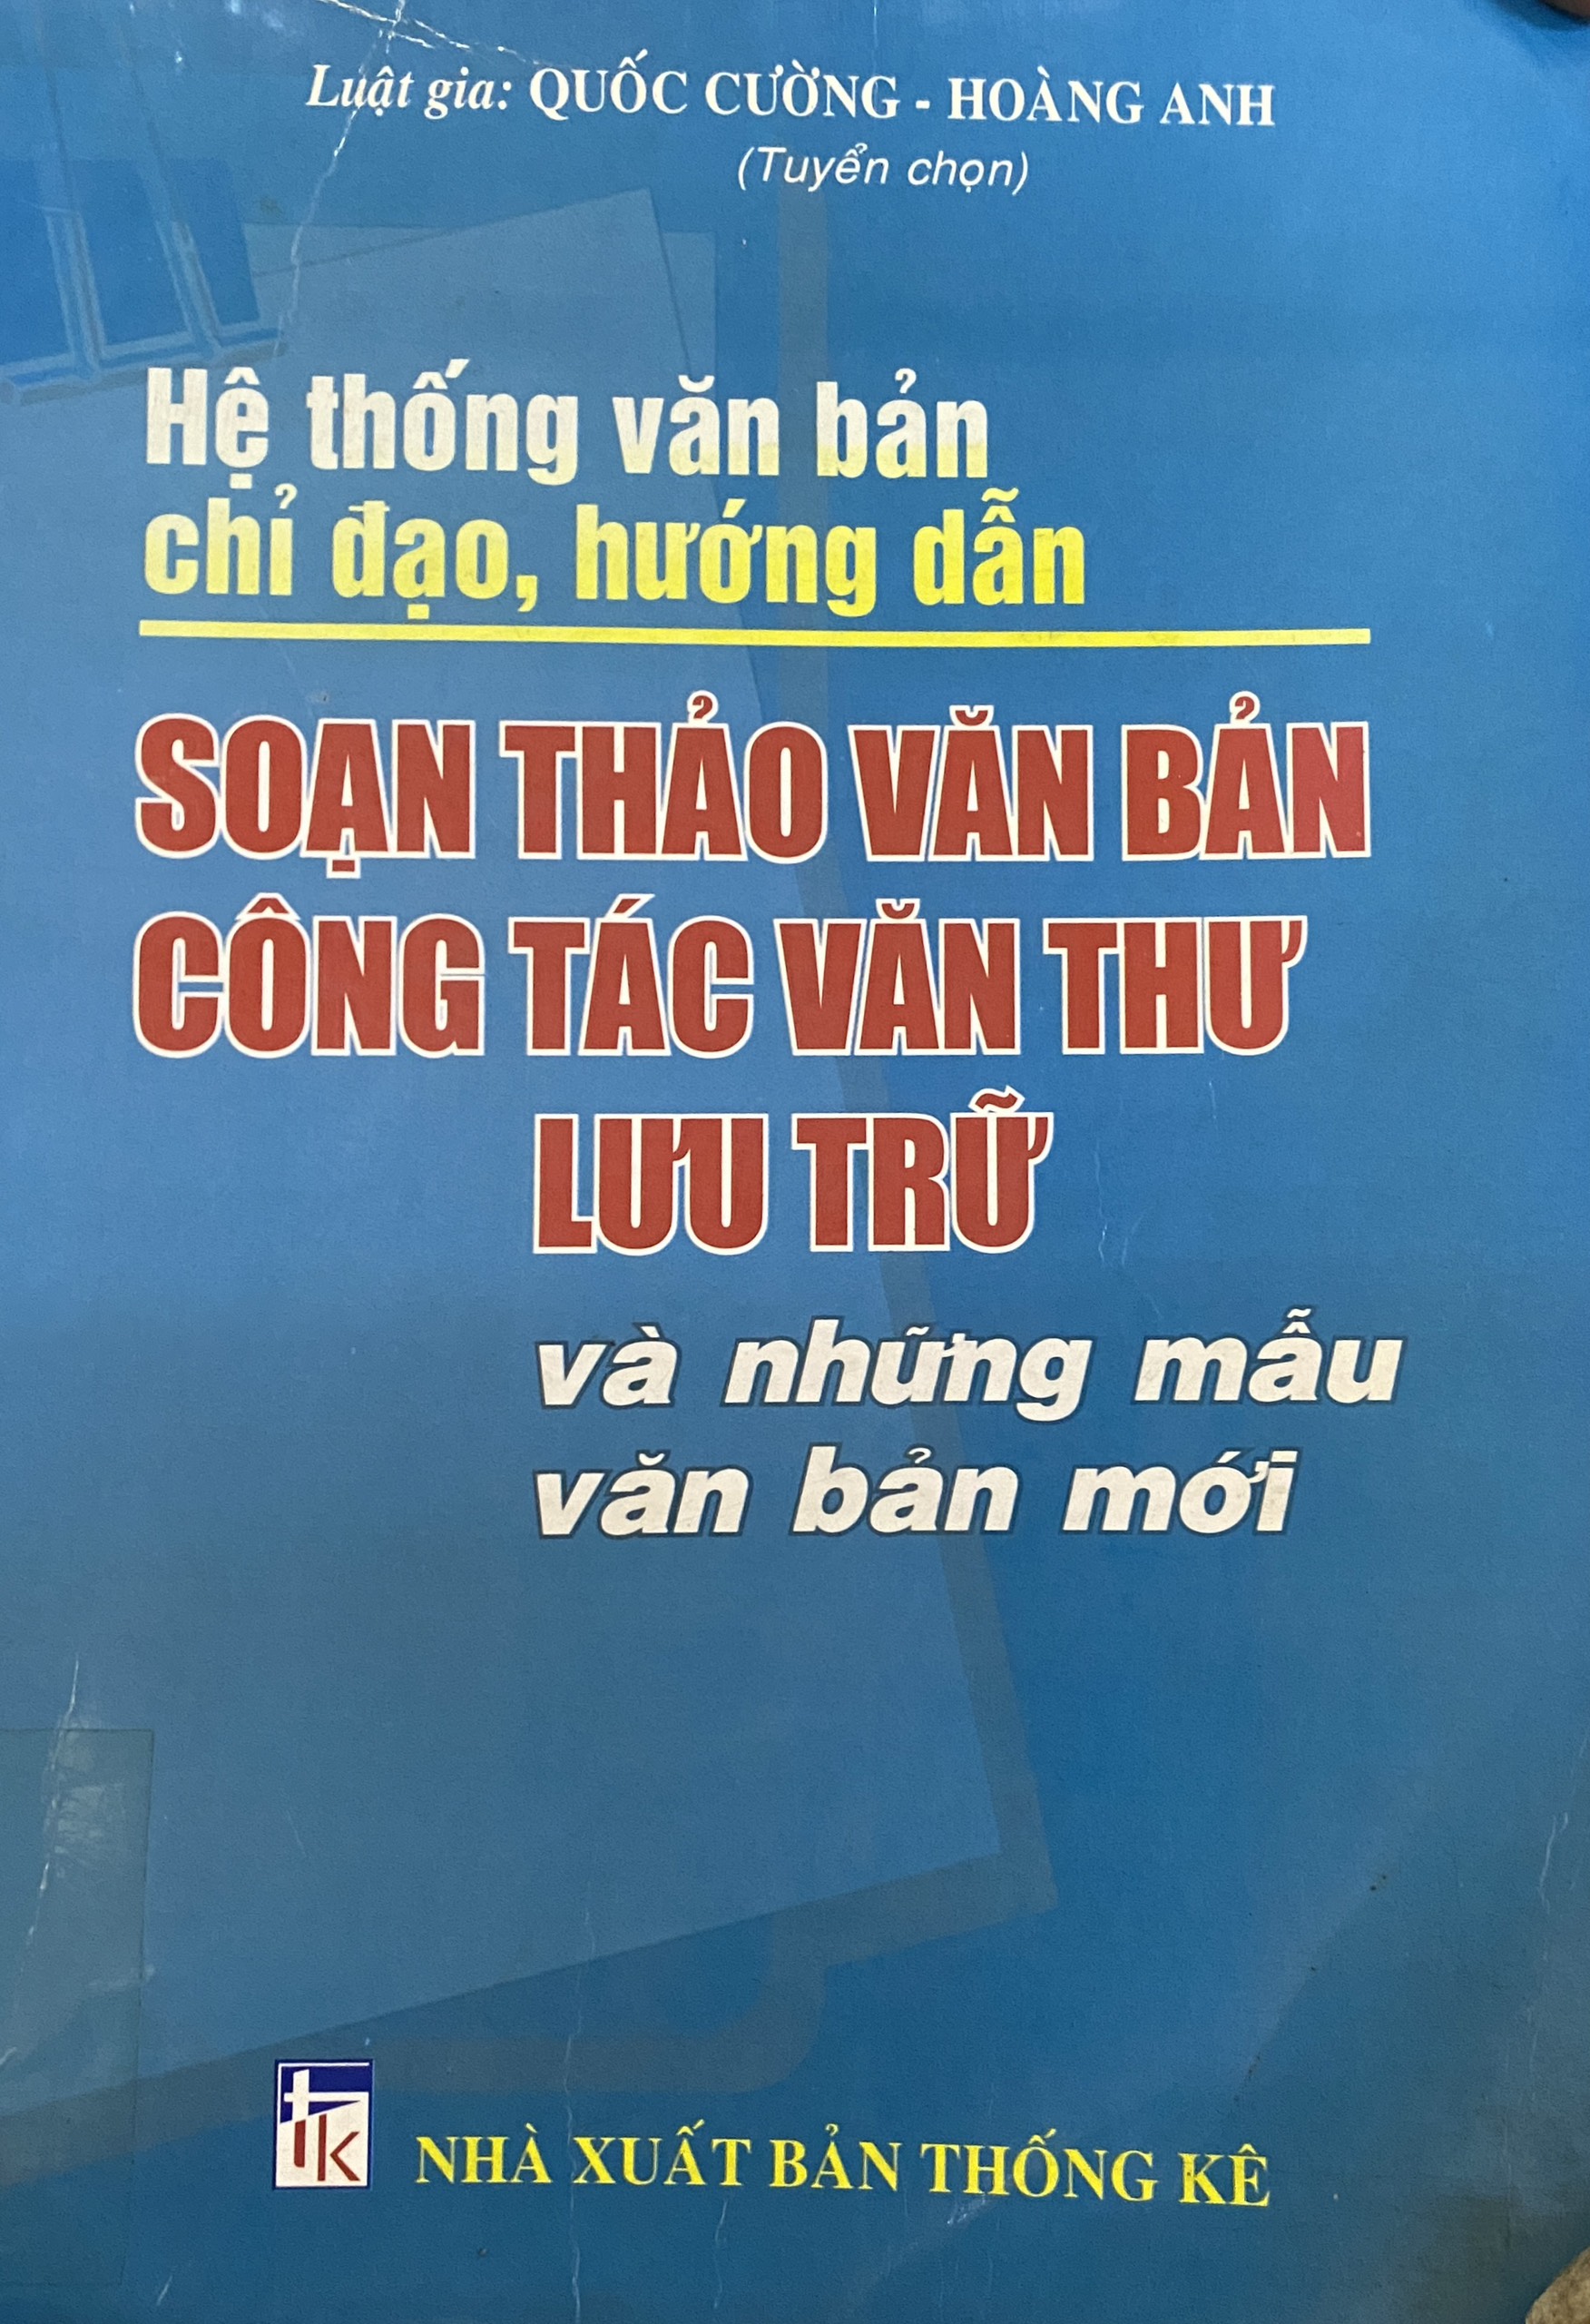 Luật gia: QUỐC CƯỜNG - HOÀNG ANH
(Tuyển chọn)
Hệ thống văn bản
chỉ đạo, hướng dẫn
SOẠN THẢO VĂN BẢN
CÔNG TÁC VĂN THƯ
LƯU TRỮ
và những mẫu
văn bản mới
tk
NHÀ XUẤT BẢN THỐNG KÊ